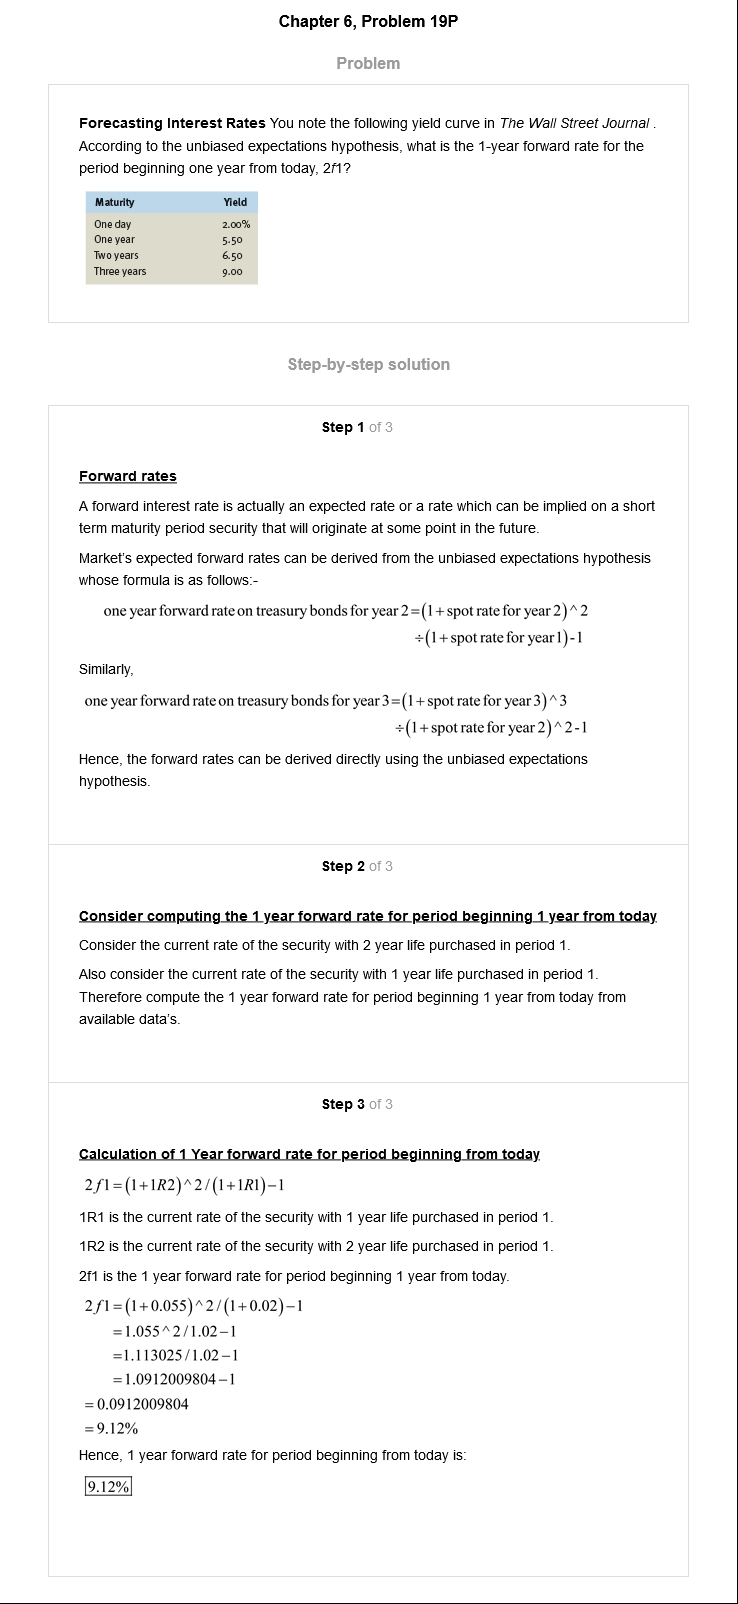 Chapter 6, Problem 19P
Problem
Forecasting Interest Rates You note the following yield curve in The Wall Street Journal .
According to the unbiased expectations hypothesis, what is the 1-year forward rate for the
period beginning one year from today, 2f1?
Maturity Yield
One day 2.00%
One year 5.50
Two years 6.50
Three years 9.00
Step-by-step solution
Step 1 of 3
Forward rates
A forward interest rate is actually an expected rate or a rate which can be implied on a short
term maturity period security that will originate at some point in the future.
Market's expected forward rates can be derived from the unbiased expectations hypothesis
whose formula is as follows:-
one year forward rate on treasury bonds for year 2=(1+spot rate for year 2)^2
÷(1+spot rate for year1)-1
Similarly,
one year forward rate on treasury bonds for year 3=(1+spot rate for year 3)^3
÷(1+spot rate for year 2)^2-1
Hence, the forward rates can be derived directly using the unbiased expectations
hypothesis.
Step 2 of 3
Consider computing the 1 year forward rate for period beginning 1 year from today
Consider the current rate of the security with 2 year life purchased in period 1.
Also consider the current rate of the security with 1 year life purchased in period 1.
Therefore compute the 1 year forward rate for period beginning 1 year from today from
available data's.
Step 3 of 3
Calculation of 1 Year forward rate for period beginning from today
2f1=(1+1R2)^2/(1+1R1)−1
1R1 is the current rate of the security with 1 year life purchased in period 1.
1R2 is the current rate of the security with 2 year life purchased in period 1.
2f1 is the 1 year forward rate for period beginning 1 year from today.
2f1=(1+0.055)^2/(1+0.02)−1
=1.055^2/1.02−1
=1.113025/1.02−1
=1.0912009804−1
=0.0912009804
=9.12%
Hence, 1 year forward rate for period beginning from today is:
9.12%